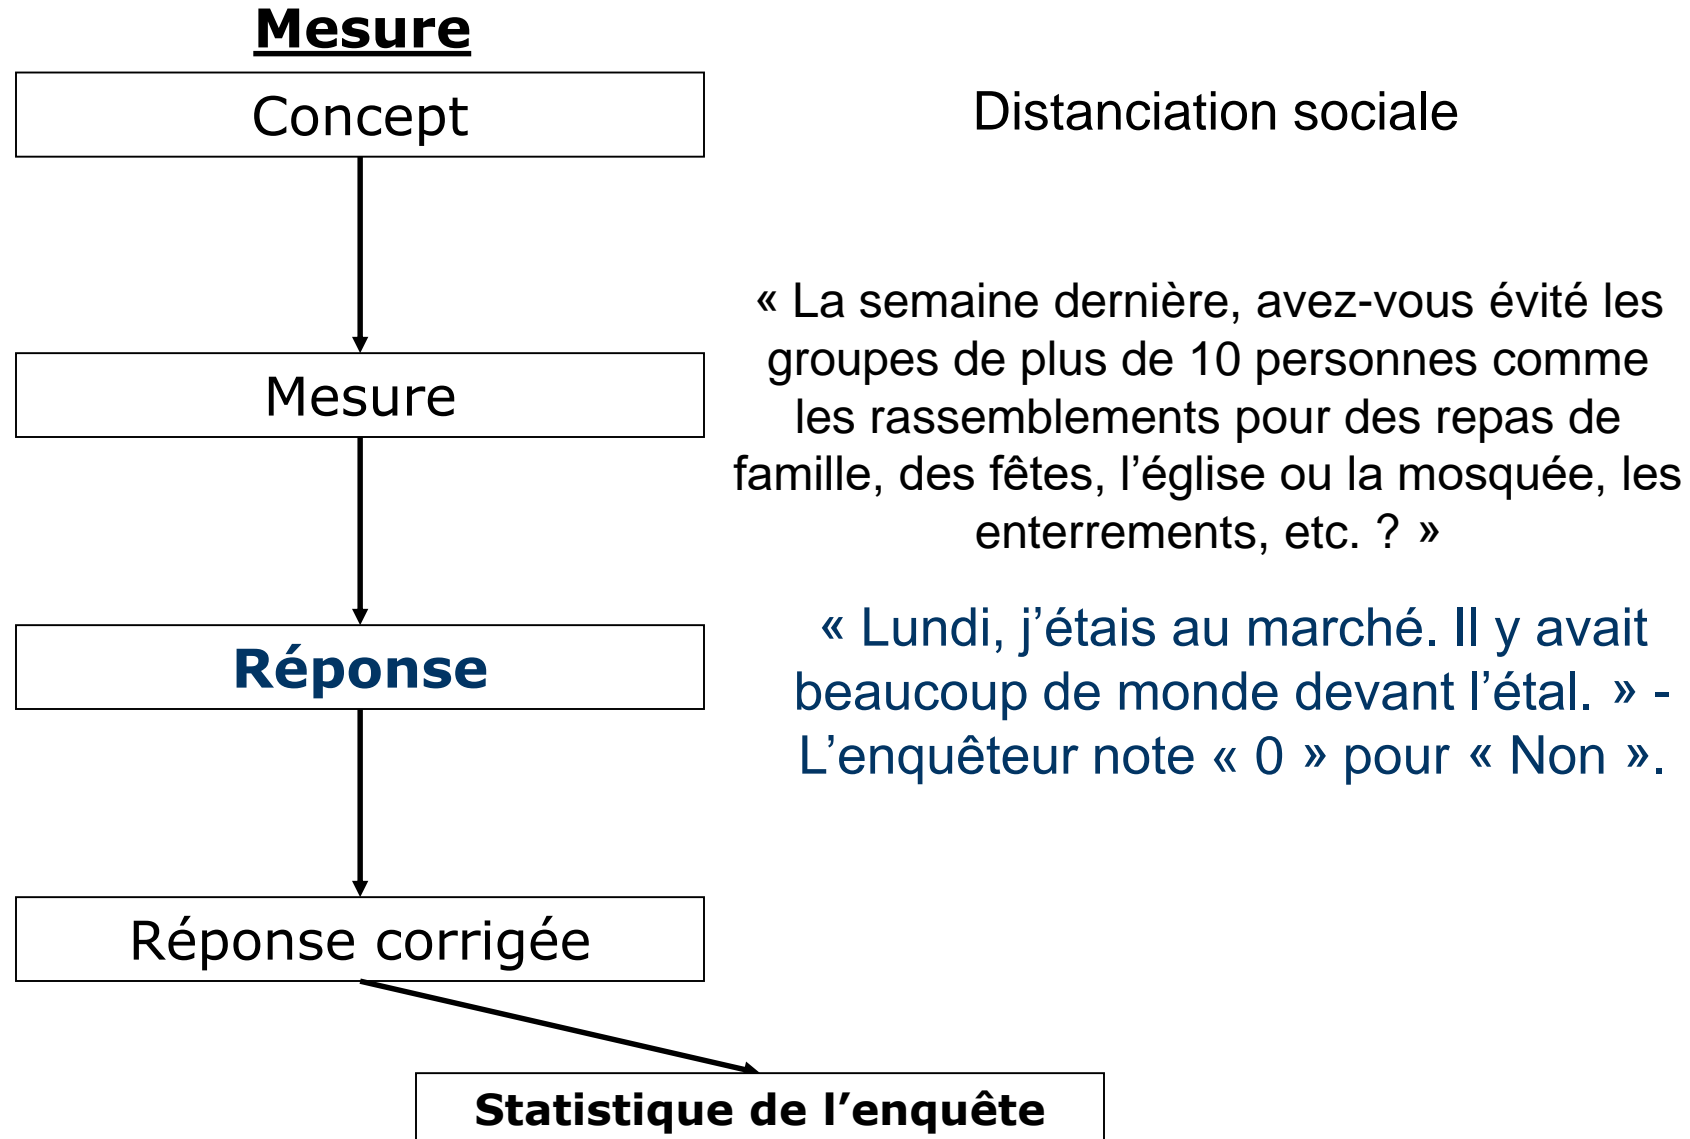 Mesure
Concept
Distanciation sociale
« La semaine dernière, avez-vous évité les
groupes de plus de 10 personnes comme
les rassemblements pour des repas de
famille, des fêtes, l’église ou la mosquée, les
enterrements, etc. ? »
Mesure
« Lundi, j’étais au marché. Il y avait
beaucoup de monde devant l’étal. » -
L’enquêteur note « 0 » pour « Non ».
Réponse
Réponse corrigée
Statistique de l’enquête